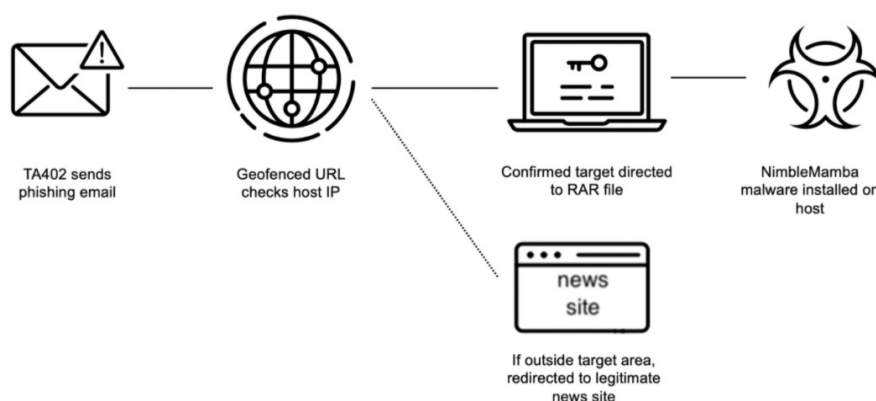 TA402 sends
phishing email
Geofenced URL
checks host IP
Confirmed target directed
to RAR file
NimbleMamba
malware installed on
host
news
site
If outside target area,
redirected to legitimate
news site